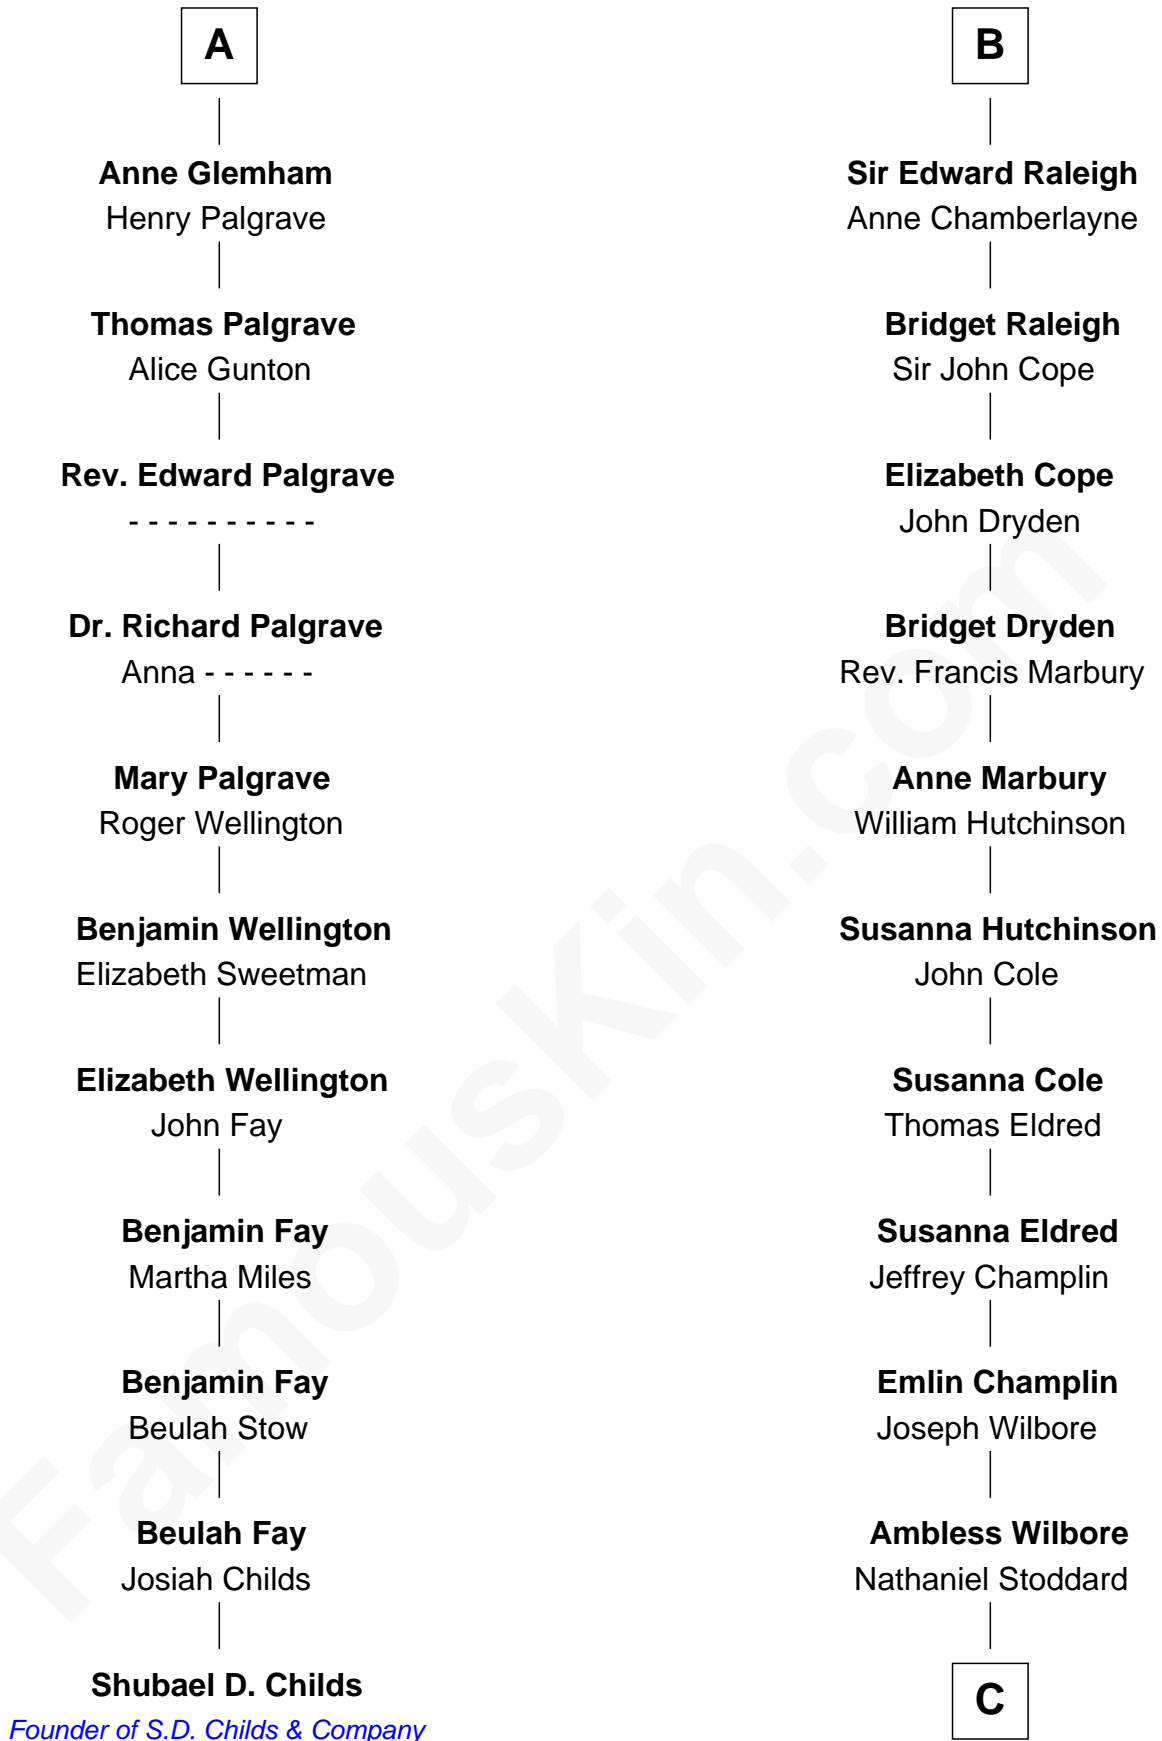 A
Anne Glemham
Henry Palgrave
Thomas Palgrave
Alice Gunton
Rev. Edward Palgrave
- - - - - - - - - -
Dr. Richard Palgrave
Anna - - - - - -
Mary Palgrave
Roger Wellington
Benjamin Wellington
Elizabeth Sweetman
Elizabeth Wellington
John Fay
Benjamin Fay
Martha Miles
Benjamin Fay
Beulah Stow
Beulah Fay
Josiah Childs
Shubael D. Childs
Founder of S.D. Childs & Company
B
Sir Edward Raleigh
Anne Chamberlayne
Bridget Raleigh
Sir John Cope
Elizabeth Cope
John Dryden
Bridget Dryden
Rev. Francis Marbury
Anne Marbury
William Hutchinson
Susanna Hutchinson
John Cole
Susanna Cole
Thomas Eldred
Susanna Eldred
Jeffrey Champlin
Emlin Champlin
Joseph Wilbore
Ambless Wilbore
Nathaniel Stoddard
C
FamousKin.com